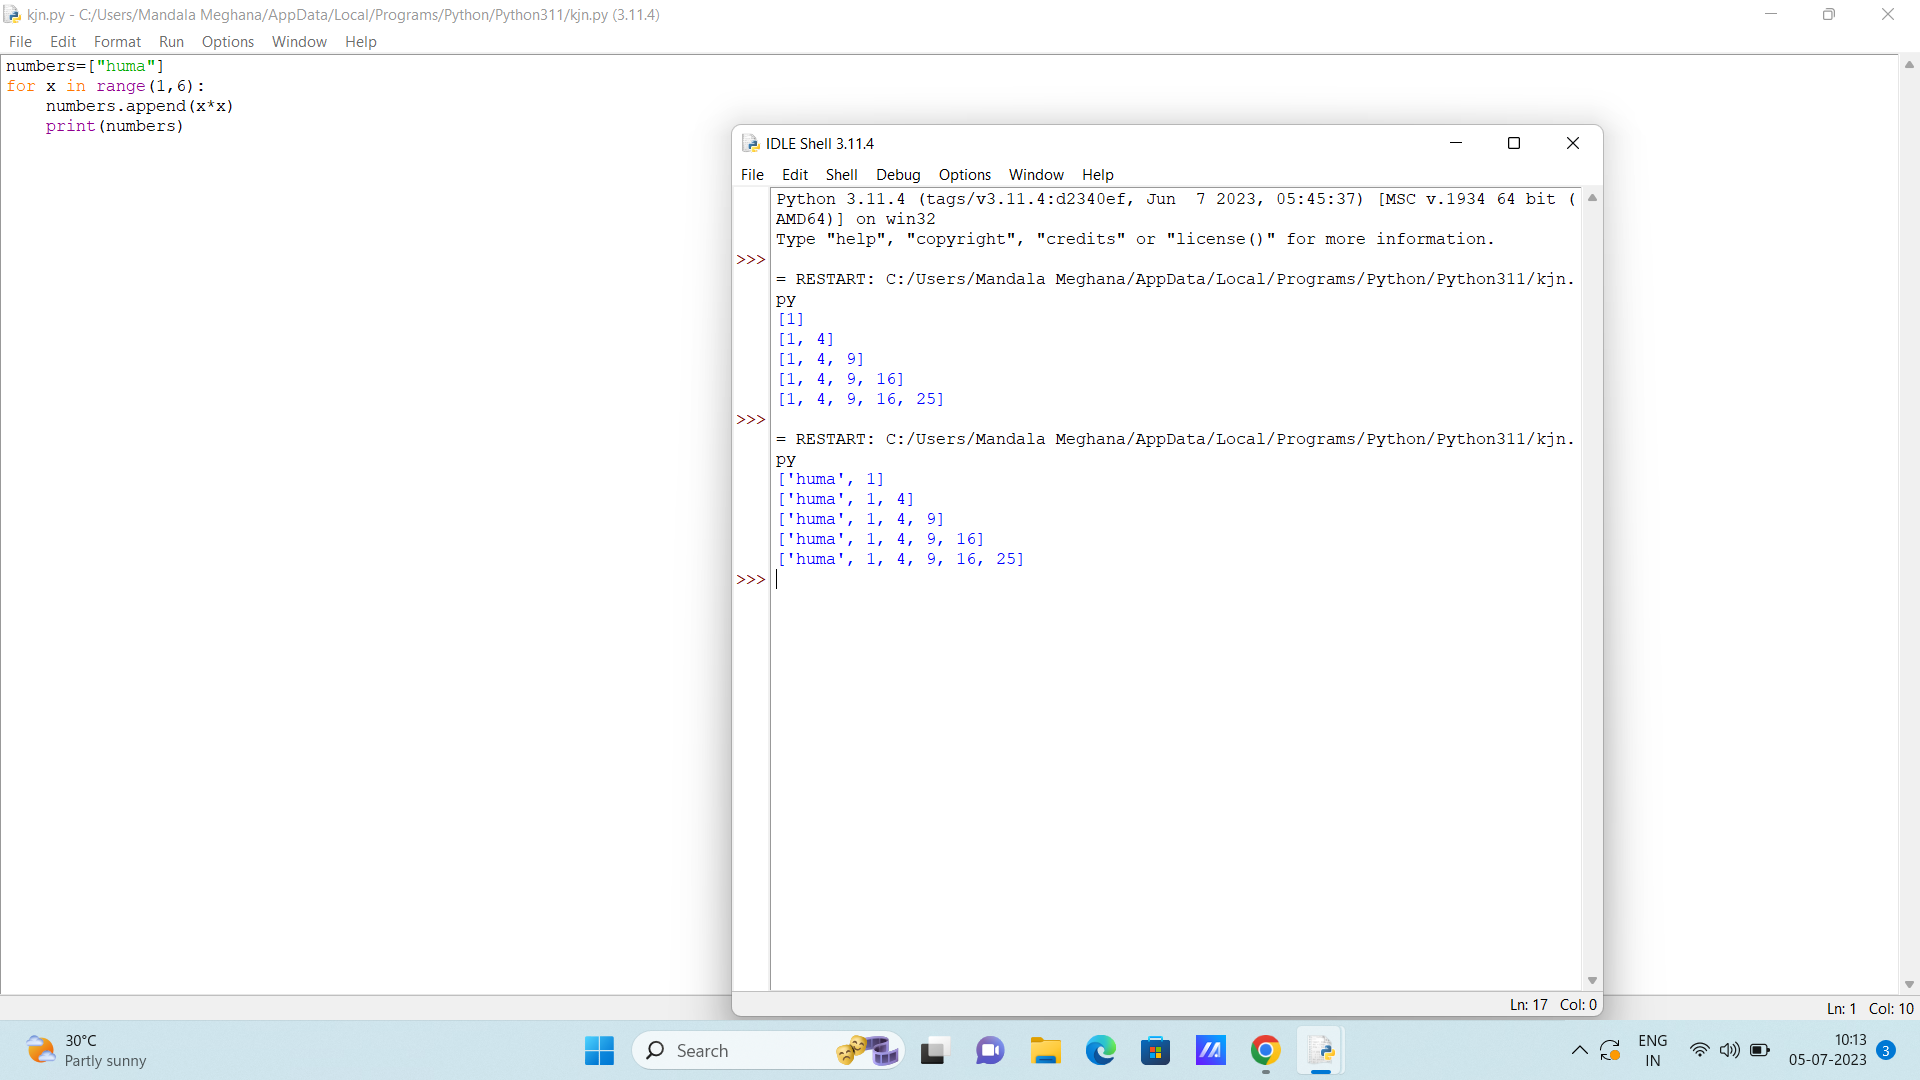 kjn.py - C:/Users/Mandala Meghana/AppData/Local/Programs/Python/Python311/kjn.py (3.11.4)
File Edit Format Run Options Window Help
numbers=["huma"]
for x in range(1,6):
    numbers.append(x*x)
    print(numbers)
IDLE Shell 3.11.4
File Edit Shell Debug Options Window Help
Python 3.11.4 (tags/v3.11.4:d2340ef, Jun  7 2023, 05:45:37) [MSC v.1934 64 bit (
AMD64)] on win32
Type "help", "copyright", "credits" or "license()" for more information.
>>>
= RESTART: C:/Users/Mandala Meghana/AppData/Local/Programs/Python/Python311/kjn.
py
[1]
[1, 4]
[1, 4, 9]
[1, 4, 9, 16]
[1, 4, 9, 16, 25]
>>>
= RESTART: C:/Users/Mandala Meghana/AppData/Local/Programs/Python/Python311/kjn.
py
['huma', 1]
['huma', 1, 4]
['huma', 1, 4, 9]
['huma', 1, 4, 9, 16]
['huma', 1, 4, 9, 16, 25]
>>>
Ln: 17 Col: 0
Ln: 1 Col: 10
30°C
Partly sunny
Search
ENG
IN
10:13
05-07-2023
3